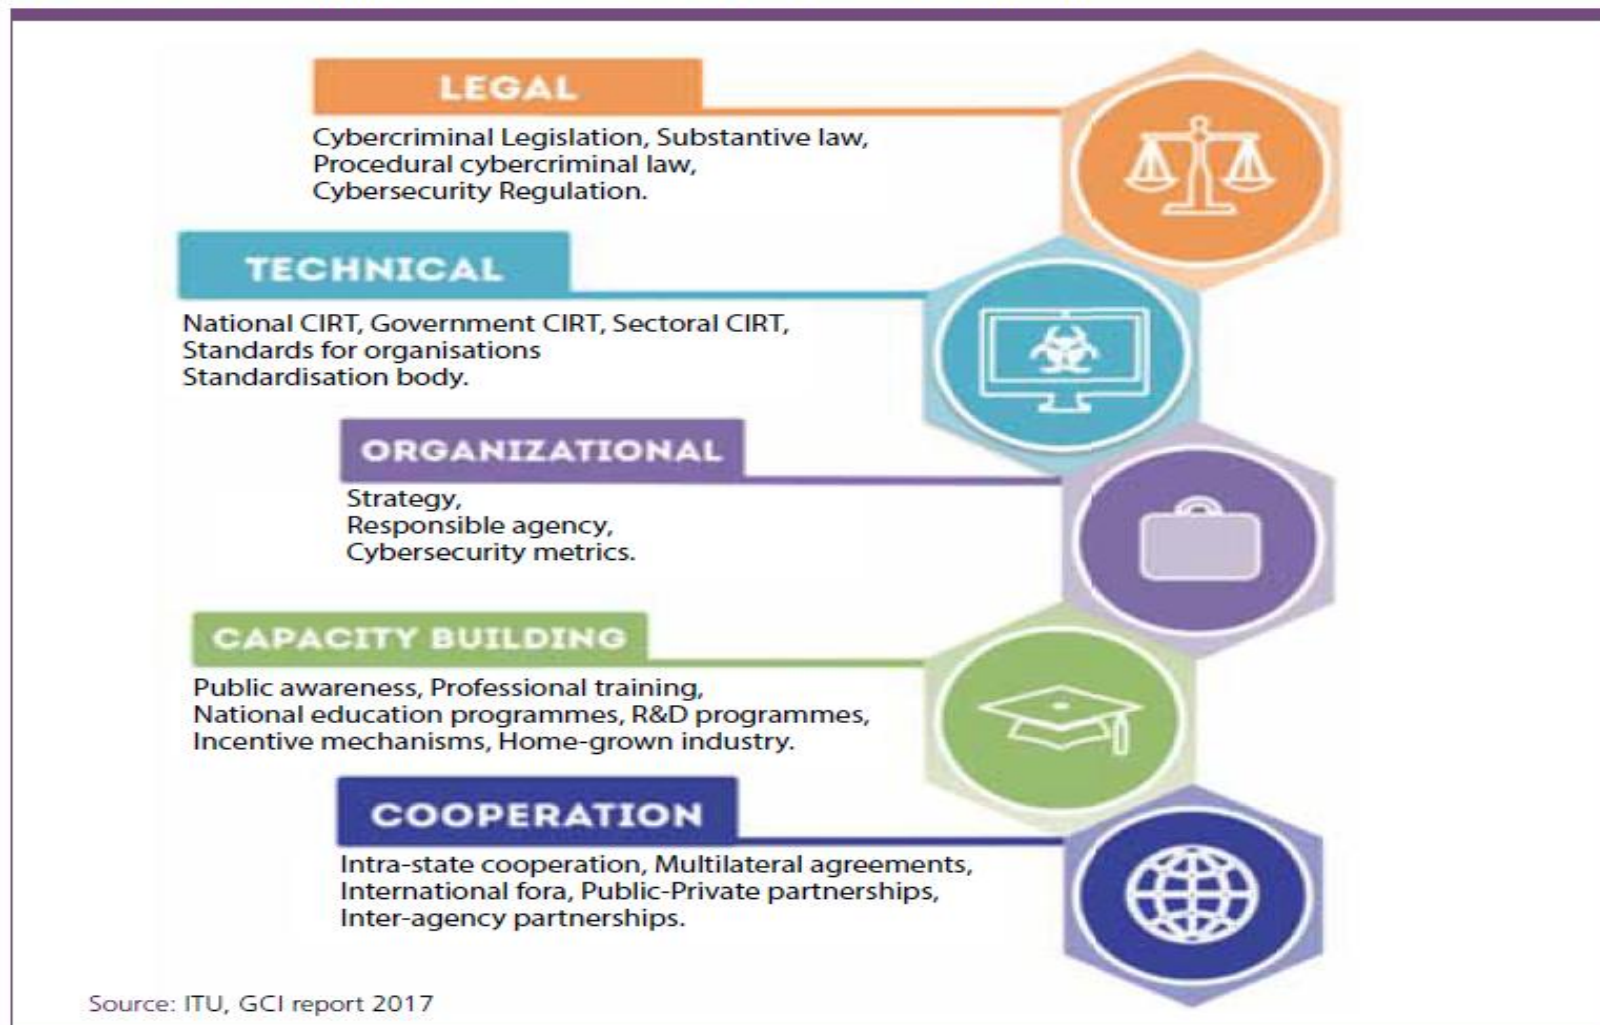 LEGAL
Cybercriminal Legislation, Substantive law,
Procedural cybercriminal law,
Cybersecurity Regulation.
TECHNICAL
National CIRT, Government CIRT, Sectoral CIRT,
Standards for organisations
Standardisation body.
ORGANIZATIONAL
Strategy,
Responsible agency,
Cybersecurity metrics.
CAPACITY BUILDING
Public awareness, Professional training,
National education programmes, R&D programmes,
Incentive mechanisms, Home-grown industry.
COOPERATION
Intra-state cooperation, Multilateral agreements,
International fora, Public-Private partnerships,
Inter-agency partnerships.
Source: ITU, GCI report 2017